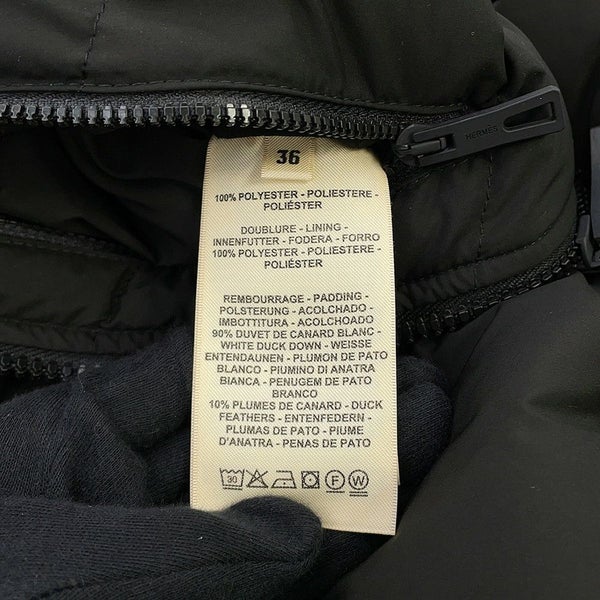 HERMES
36
100% POLYESTER - POLIESTERE -
POLIÉSTER
DOUBLURE - LINING -
INNENFUTTER - FODERA - FORRO
100% POLYESTER - POLIESTERE -
POLIÉSTER
REMBOURRAGE - PADDING -
POLSTERUNG - ACOLCHADO -
IMBOTTITURA - ACOLCHOADO
90% DUVET DE CANARD BLANC -
WHITE DUCK DOWN - WEISSE
ENTENDAUNEN - PLUMON DE PATO
BLANCO - PIUMINO DI ANATRA
BIANCA - PENUGEM DE PATO
BRANCO
10% PLUMES DE CANARD - DUCK
FEATHERS - ENTENFEDERN -
PLUMAS DE PATO - PIUME
D'ANATRA - PENAS DE PATO
30 F W